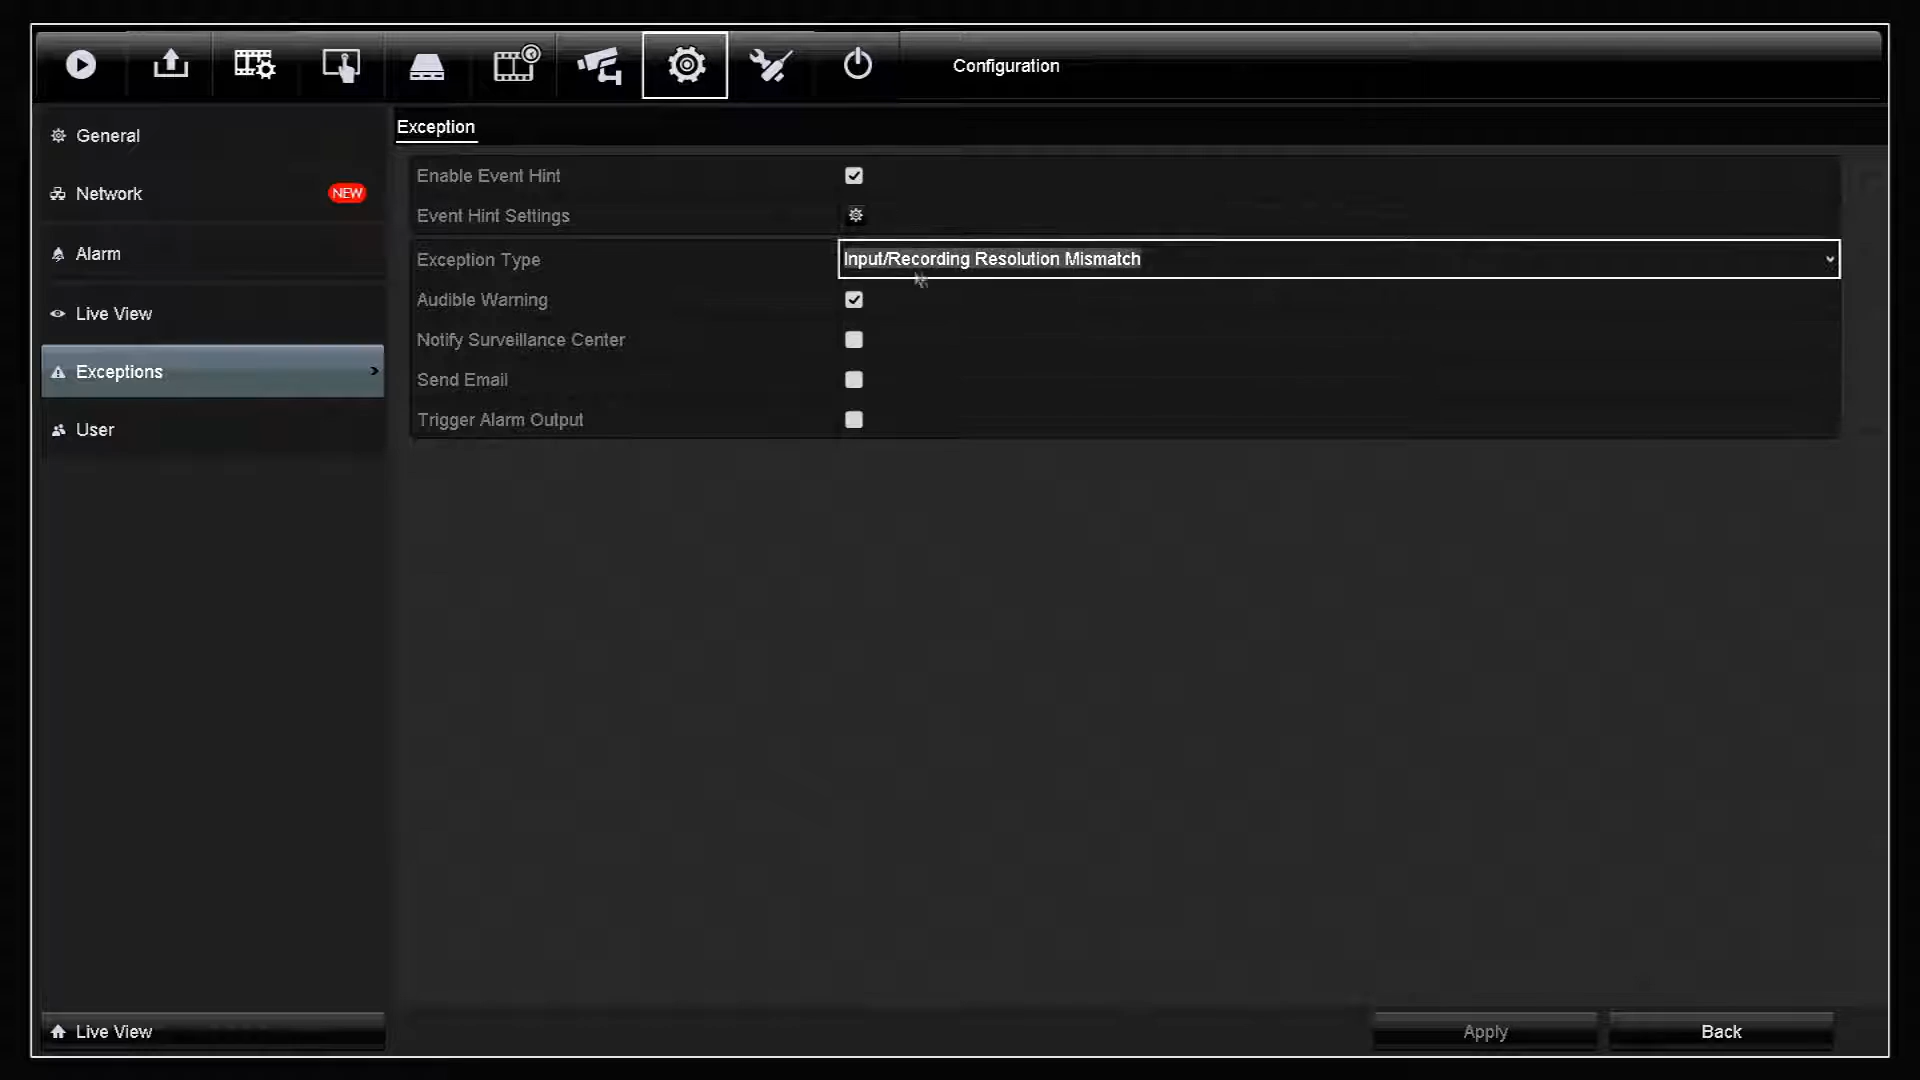 Configuration
General
Network NEW
Alarm
Live View
Exceptions
User
Live View
Exception
Enable Event Hint
Event Hint Settings
Exception Type Input/Recording Resolution Mismatch
Audible Warning
Notify Surveillance Center
Send Email
Trigger Alarm Output
Apply Back